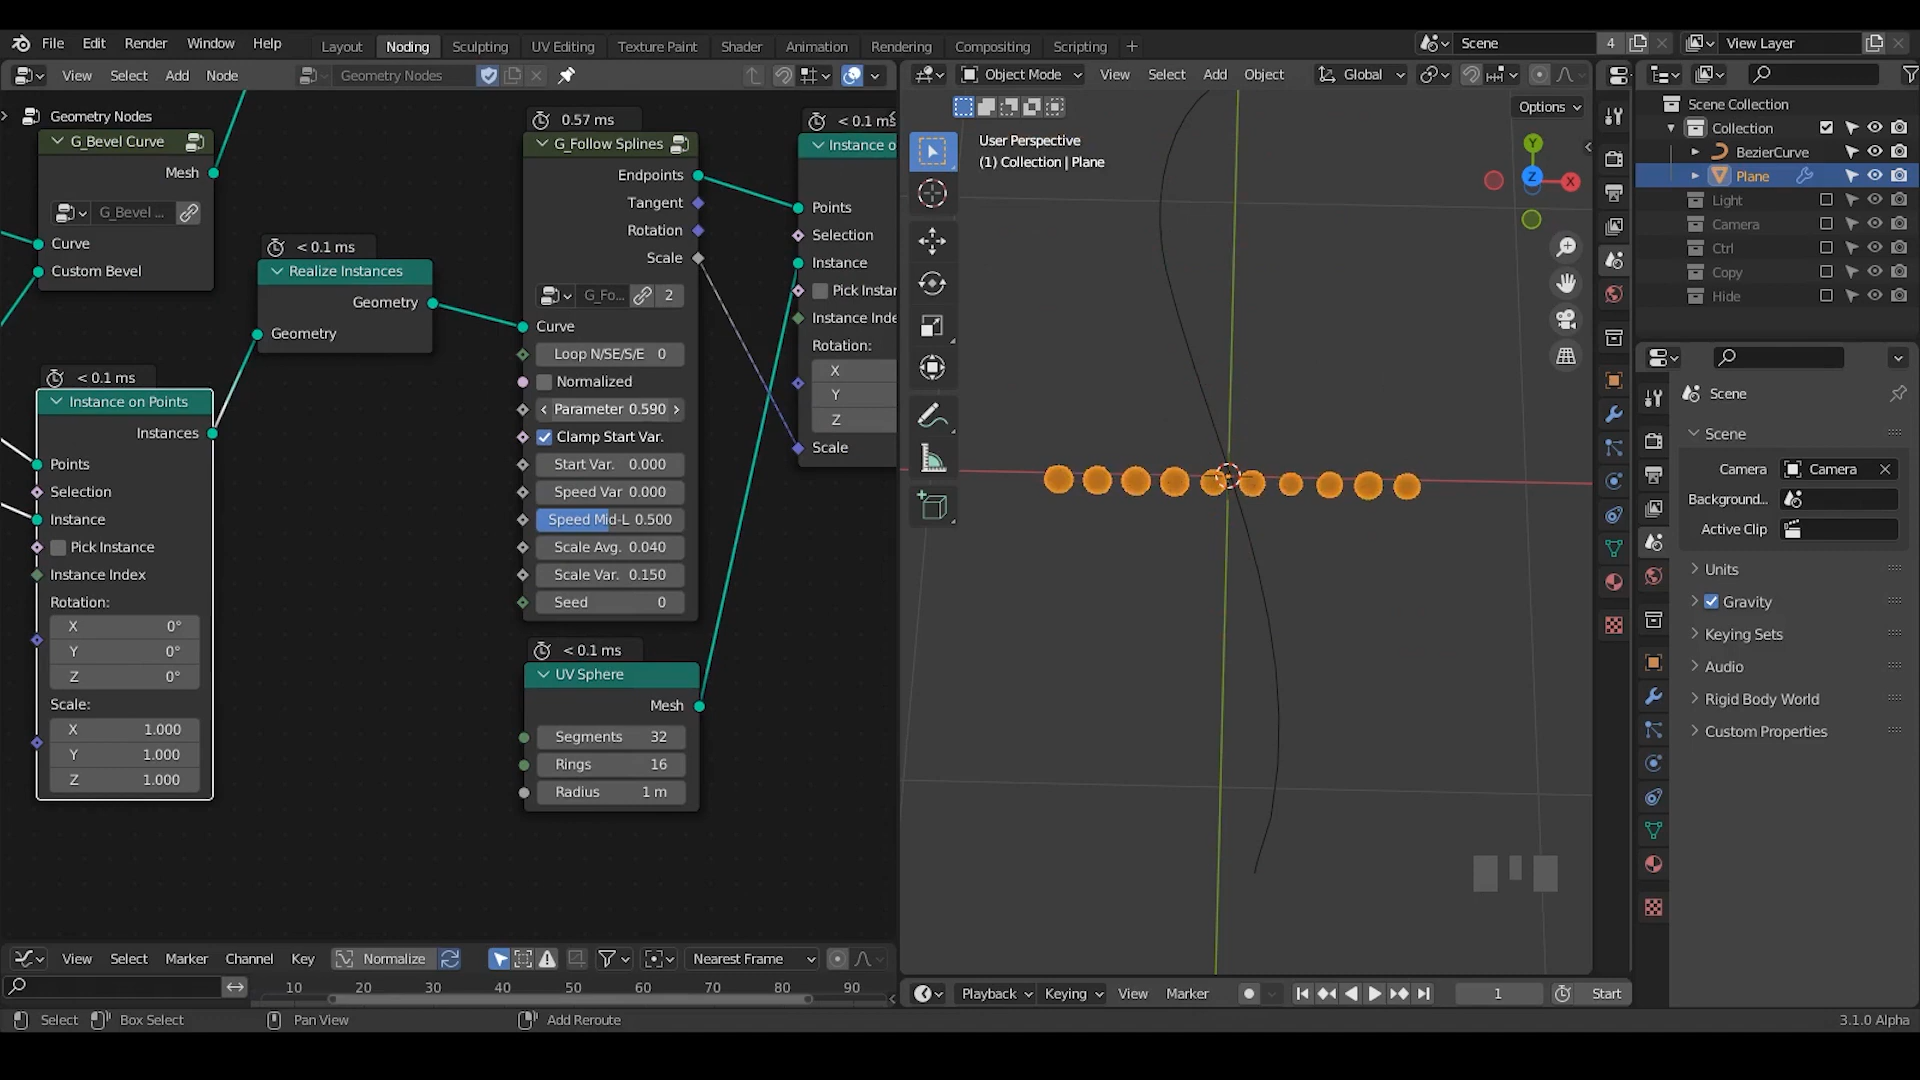 File Edit Render Window Help Layout Noding Sculpting UV Editing Texture Paint Shader Animation Rendering Compositing Scripting + Scene 4 View Layer
View Select Add Node Geometry Nodes
Object Mode View Select Add Object Global
Options
Geometry Nodes
G_Bevel Curve
Mesh
G_Bevel ...
Curve
Custom Bevel
< 0.1 ms
Realize Instances
Geometry
Geometry
< 0.1 ms
Instance on Points
Instances
Points
Selection
Instance
Pick Instance
Instance Index
Rotation:
X 0°
Y 0°
Z 0°
Scale:
X 1.000
Y 1.000
Z 1.000
0.57 ms
G_Follow Splines
Endpoints
Tangent
Rotation
Scale
G_Fo... 2
Curve
Loop N/SE/S/E 0
Normalized
Parameter 0.590
Clamp Start Var.
Start Var. 0.000
Speed Var 0.000
Speed Mid-L 0.500
Scale Avg. 0.040
Scale Var. 0.150
Seed 0
< 0.1 ms
UV Sphere
Mesh
Segments 32
Rings 16
Radius 1 m
< 0.1 ms
Instance o
Points
Selection
Instance
Pick Instar
Instance Inde
Rotation:
X
Y
Z
Scale
User Perspective
(1) Collection | Plane
Y
Z
X
Scene Collection
Collection
BezierCurve
Plane
Light
Camera
Ctrl
Copy
Hide
Scene
Scene
Camera Camera
Background...
Active Clip
Units
Gravity
Keying Sets
Audio
Rigid Body World
Custom Properties
View Select Marker Channel Key Normalize Nearest Frame
10 20 30 40 50 60 70 80 90
Playback Keying View Marker 1 Start
Select Box Select Pan View Add Reroute 3.1.0 Alpha